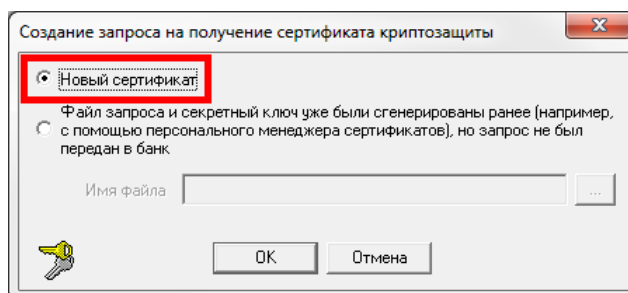 Создание запроса на получение сертификата криптозащиты
Новый сертификат
Файл запроса и секретный ключ уже были сгенерированы ранее (например,
с помощью персонального менеджера сертификатов), но запрос не был
передан в банк
Имя файла
...
OK
Отмена